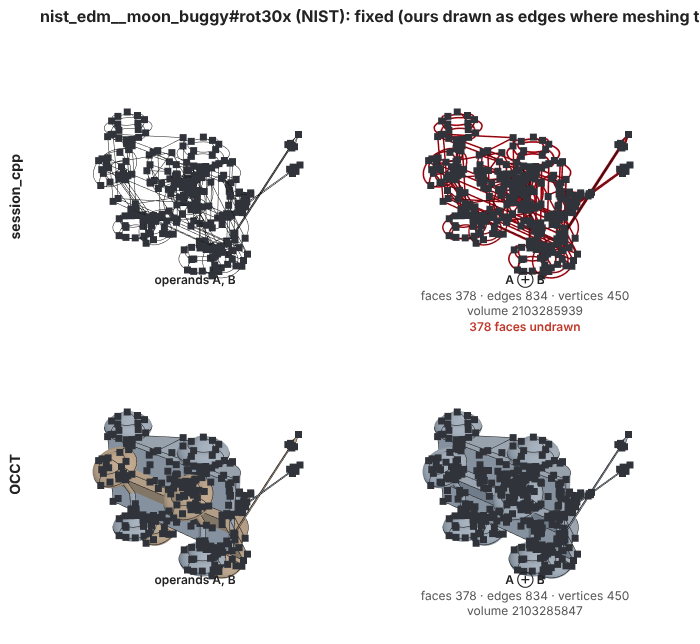 nist_edm__moon_buggy#rot30x (NIST): fixed (ours drawn as edges where meshing t
session_cpp
operands A, B
A ⊕ B
faces 378 · edges 834 · vertices 450
volume 2103285939
378 faces undrawn
OCCT
operands A, B
A ⊕ B
faces 378 · edges 834 · vertices 450
volume 2103285847